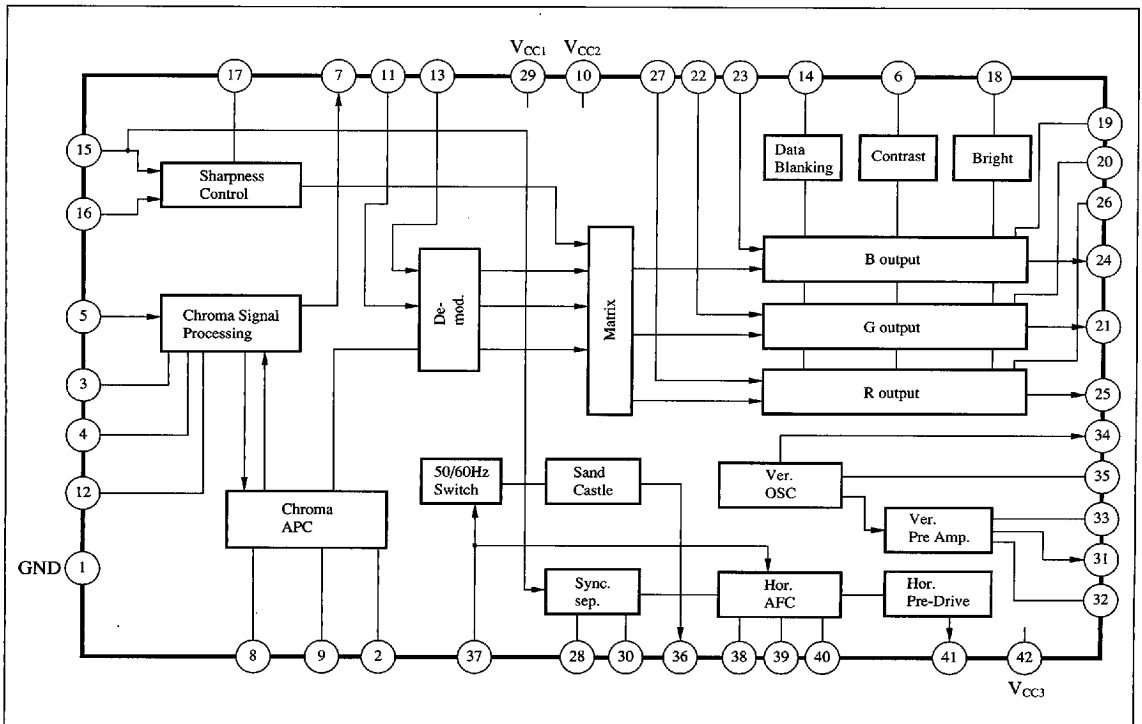 V_CC1
V_CC2
17
7
11
13
29
10
27
22
23
14
6
18
15
16
5
3
4
12
GND
1
Sharpness
Control
Chroma Signal
Processing
Chroma
APC
De-
mod.
Matrix
Data
Blanking
Contrast
Bright
B output
G output
R output
19
20
26
24
21
25
34
35
33
31
32
50/60Hz
Switch
Sand
Castle
Ver.
OSC
Ver.
Pre Amp.
Sync.
sep.
Hor.
AFC
Hor.
Pre-Drive
8
9
2
37
28
30
36
38
39
40
41
42
V_CC3